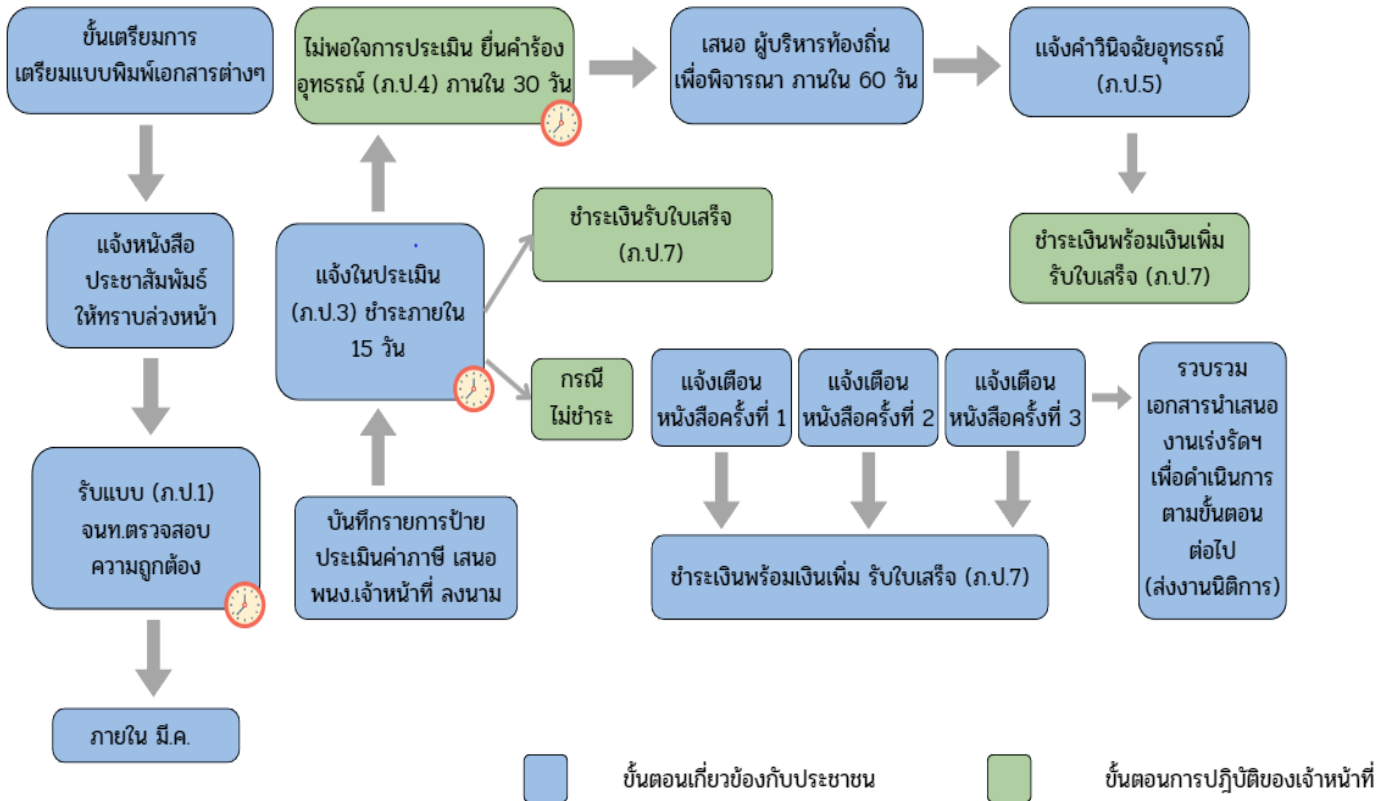 ขั้นเตรียมการ
เตรียมแบบพิมพ์เอกสารต่างๆ
แจ้งหนังสือ
ประชาสัมพันธ์
ให้ทราบล่วงหน้า
รับแบบ (ภ.ป.1)
จนท.ตรวจสอบ
ความถูกต้อง
ภายใน มี.ค.
บันทึกรายการป้าย
ประเมินค่าภาษี เสนอ
พนง.เจ้าหน้าที่ ลงนาม
แจ้งในประเมิน
(ภ.ป.3) ชำระภายใน
15 วัน
ไม่พอใจการประเมิน ยื่นคำร้อง
อุทธรณ์ (ภ.ป.4) ภานใน 30 วัน
เสนอ ผู้บริหารท้องถิ่น
เพื่อพิจารณา ภานใน 60 วัน
แจ้งคำวินิจฉัยอุทธรณ์
(ภ.ป.5)
ชำระเงินพร้อมเงินเพิ่ม
รับใบเสร็จ (ภ.ป.7)
ชำระเงินรับใบเสร็จ
(ภ.ป.7)
กรณี
ไม่ชำระ
แจ้งเตือน
หนังสือครั้งที่ 1
แจ้งเตือน
หนังสือครั้งที่ 2
แจ้งเตือน
หนังสือครั้งที่ 3
ชำระเงินพร้อมเงินเพิ่ม รับใบเสร็จ (ภ.ป.7)
รวบรวม
เอกสารนำเสนอ
งานเร่งรัดฯ
เพื่อดำเนินการ
ตามขั้นตอน
ต่อไป
(ส่งงานนิติการ)
ขั้นตอนเกี่ยวข้องกับประชาชน
ขั้นตอนการปฏิบัติของเจ้าหน้าที่